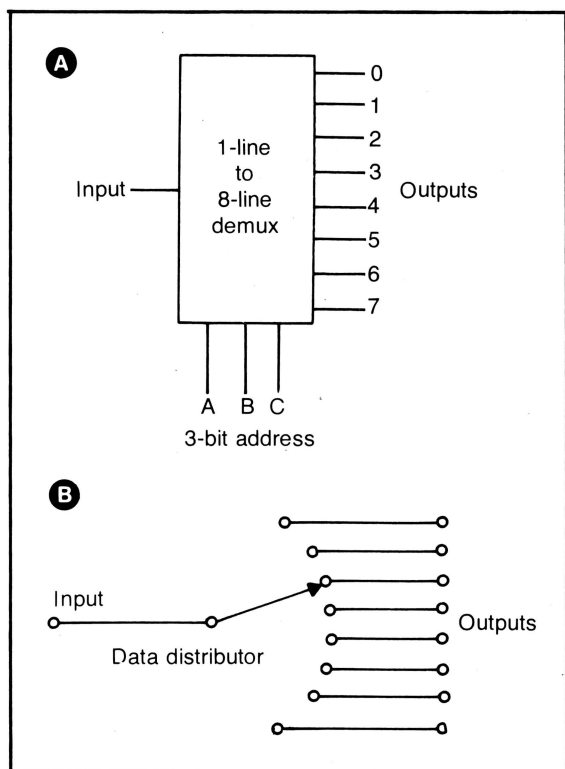 A
0
1
1-line
2
to
3
Input
8-line
Outputs
demux
4
5
6
7
A B C
3-bit address
B
Input
Outputs
Data distributor